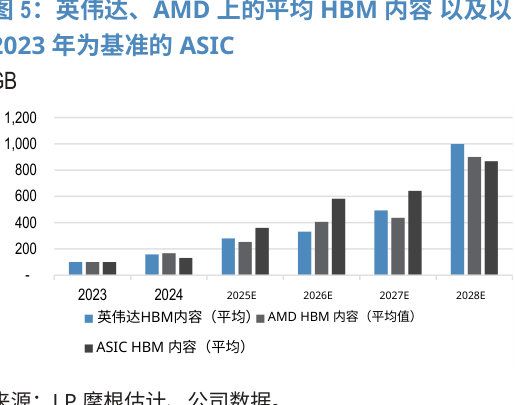 图 5：英伟达、AMD 上的平均 HBM 内容 以及以
2023 年为基准的 ASIC
GB
1,200
1,000
800
600
400
200
-
2023 2024 2025E 2026E 2027E 2028E
英伟达HBM内容（平均） AMD HBM 内容（平均值）
ASIC HBM 内容（平均）
来源：J.P.摩根估计、公司数据。